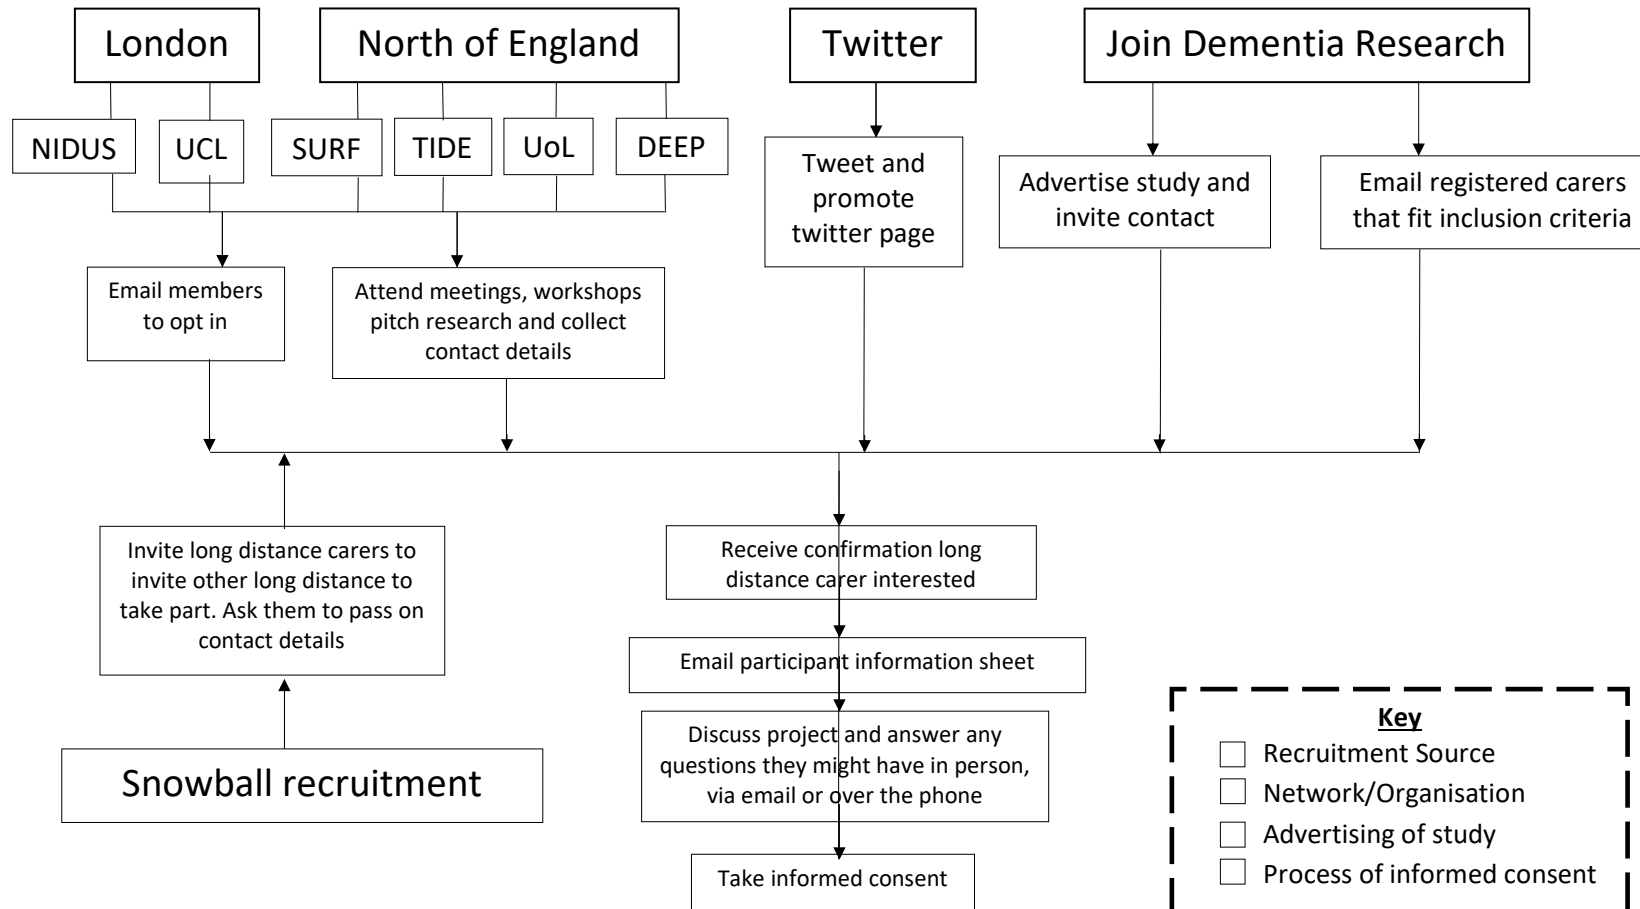 London
North of England
Twitter
Join Dementia Research
NIDUS
UCL
SURF
TIDE
UoL
DEEP
Tweet and
promote
twitter page
Advertise study and
invite contact
Email registered carers
that fit inclusion criteria
Email members
to opt in
Attend meetings, workshops
pitch research and collect
contact details
Invite long distance carers to
invite other long distance to
take part. Ask them to pass on
contact details
Snowball recruitment
Receive confirmation long
distance carer interested
Email participant information sheet
Discuss project and answer any
questions they might have in person,
via email or over the phone
Take informed consent
Key
Recruitment Source
Network/Organisation
Advertising of study
Process of informed consent